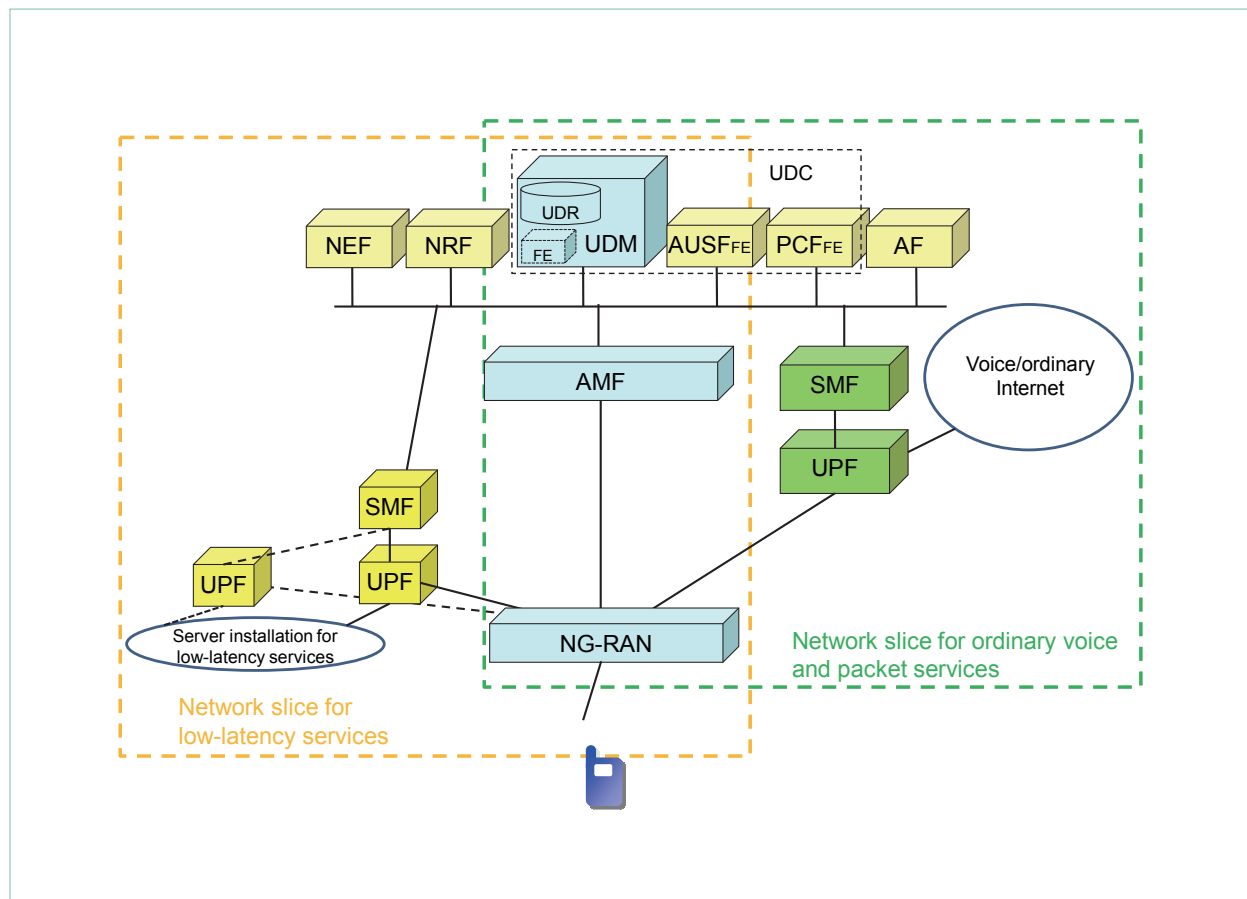 UDC
UDR
FE
UDM
NEF
NRF
AUSFFE
PCFFE
AF
AMF
SMF
UPF
Voice/ordinary
Internet
SMF
UPF
UPF
Server installation for
low-latency services
NG-RAN
Network slice for ordinary voice
and packet services
Network slice for
low-latency services